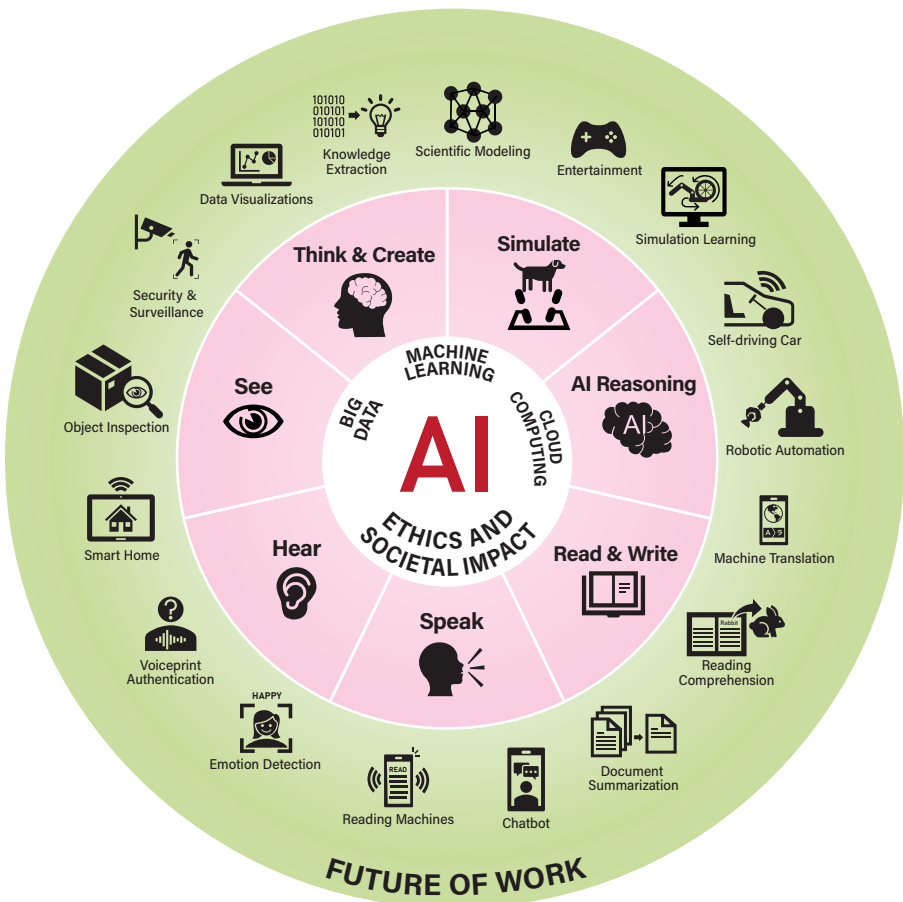 101010
010101
101010
010101
Knowledge
Extraction
Scientific Modeling
Entertainment
Simulation Learning
Self-driving Car
Robotic Automation
A 9
Machine Translation
Rabbit
Reading
Comprehension
Document
Summarization
Chatbot
READ
Reading Machines
HAPPY
Emotion Detection
Voiceprint
Authentication
Smart Home
Object Inspection
Security &
Surveillance
Data Visualizations
Think & Create
Simulate
AI Reasoning
AI
Read & Write
Speak
Hear
See
MACHINE
LEARNING
BIG
DATA
CLOUD
COMPUTING
AI
ETHICS AND
SOCIETAL IMPACT
FUTURE OF WORK